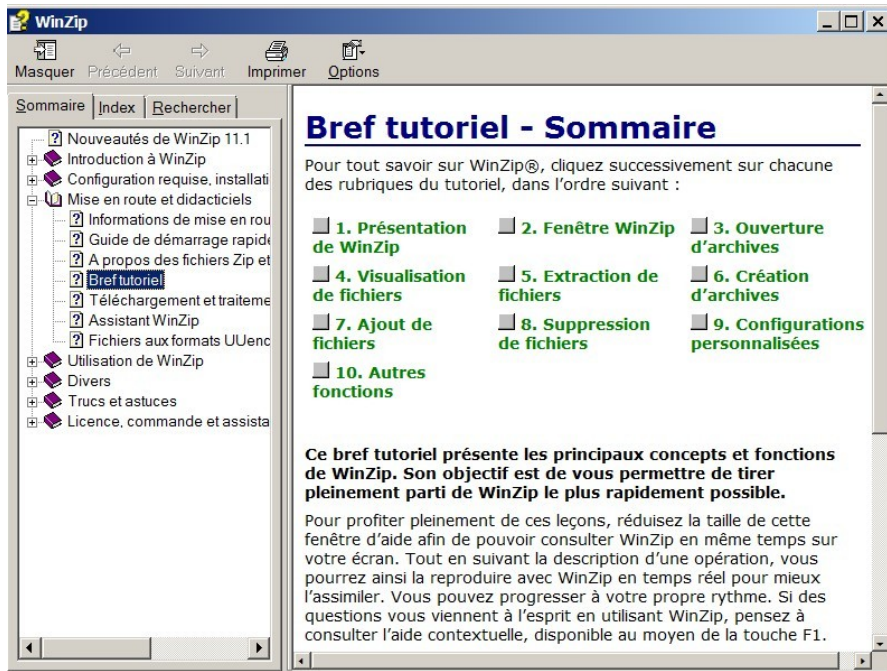 WinZip
Masquer Précédent Suivant Imprimer Options
Sommaire Index Rechercher
Nouveautés de WinZip 11.1
Introduction à WinZip
Configuration requise, installati
Mise en route et didacticiels
Informations de mise en rou
Guide de démarrage rapide
A propos des fichiers Zip et
Bref tutoriel
Téléchargement et traiteme
Assistant WinZip
Fichiers aux formats UUenc
Utilisation de WinZip
Divers
Trucs et astuces
Licence, commande et assista
Bref tutoriel - Sommaire
Pour tout savoir sur WinZip®, cliquez successivement sur chacune
des rubriques du tutoriel, dans l’ordre suivant :
1. Présentation
de WinZip
2. Fenêtre WinZip
3. Ouverture
d’archives
4. Visualisation
de fichiers
5. Extraction de
fichiers
6. Création
d’archives
7. Ajout de
fichiers
8. Suppression
de fichiers
9. Configurations
personnalisées
10. Autres
fonctions
Ce bref tutoriel présente les principaux concepts et fonctions
de WinZip. Son objectif est de vous permettre de tirer
pleinement parti de WinZip le plus rapidement possible.
Pour profiter pleinement de ces leçons, réduisez la taille de cette
fenêtre d’aide afin de pouvoir consulter WinZip en même temps sur
votre écran. Tout en suivant la description d’une opération, vous
pourrez ainsi la reproduire avec WinZip en temps réel pour mieux
l’assimiler. Vous pouvez progresser à votre propre rythme. Si des
questions vous viennent à l’esprit en utilisant WinZip, pensez à
consulter l’aide contextuelle, disponible au moyen de la touche F1.